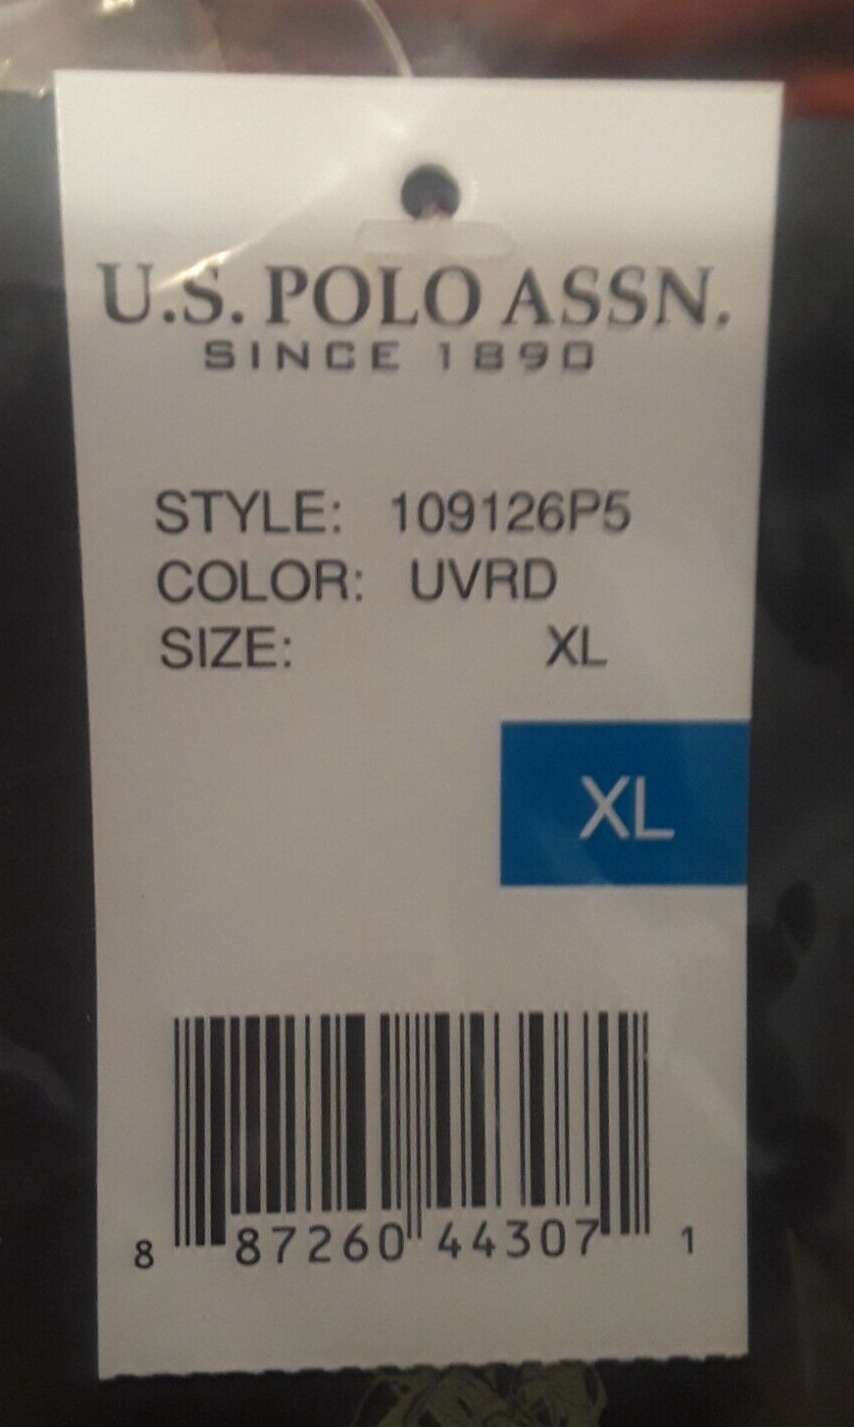 U.S. POLO ASSN.
SINCE 1890
STYLE: 109126P5
COLOR: UVRD
SIZE: XL
XL
8 87260 44307 1